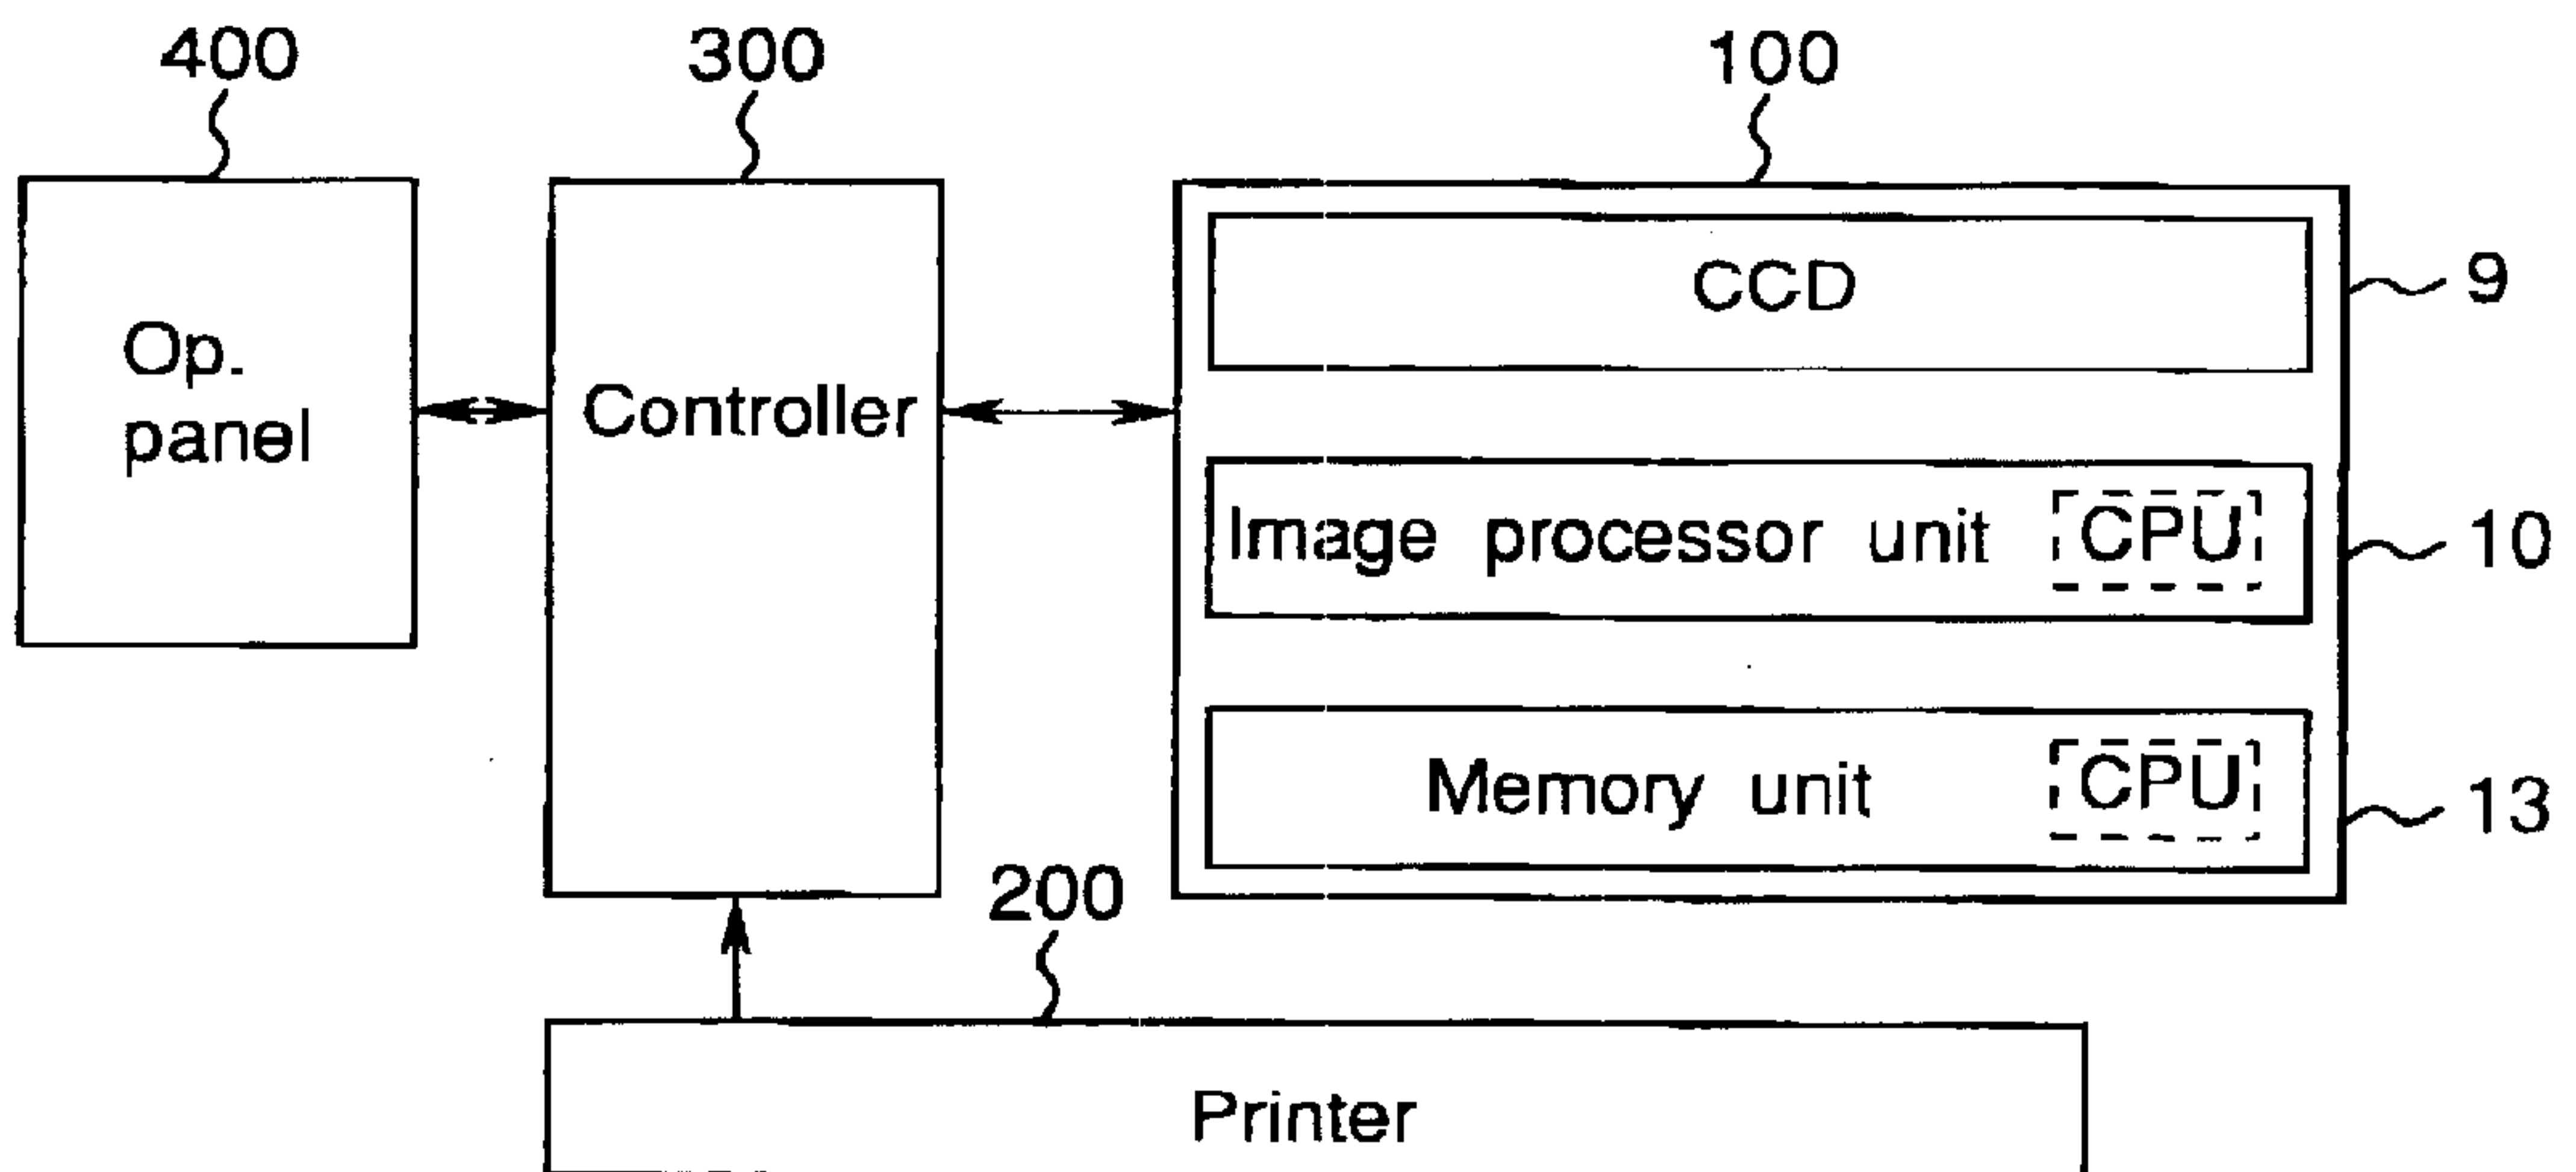 400
300
100
CCD
9
Op.
panel
Controller
Image processor unit CPU
10
Memory unit CPU
13
200
Printer